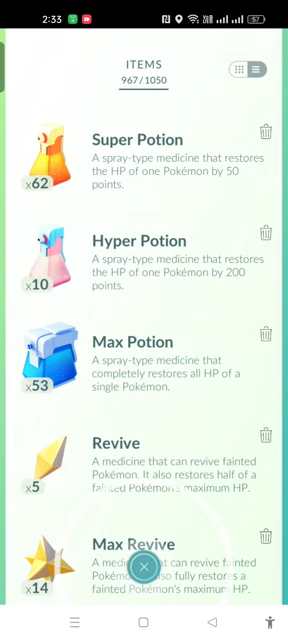 2:33
57
ITEMS
967/1050
Super Potion
A spray-type medicine that restores
the HP of one Pokémon by 50
points.
x62
Hyper Potion
A spray-type medicine that restores
the HP of one Pokémon by 200
points.
x10
Max Potion
A spray-type medicine that
completely restores all HP of a
single Pokémon.
x53
Revive
A medicine that can revive fainted
Pokémon. It also restores half of a
fainted Pokémon's maximum HP.
x5
Max Revive
A medicine that can revive fainted
also fully restores a
fainted Pokémon's maximum HP.
x14